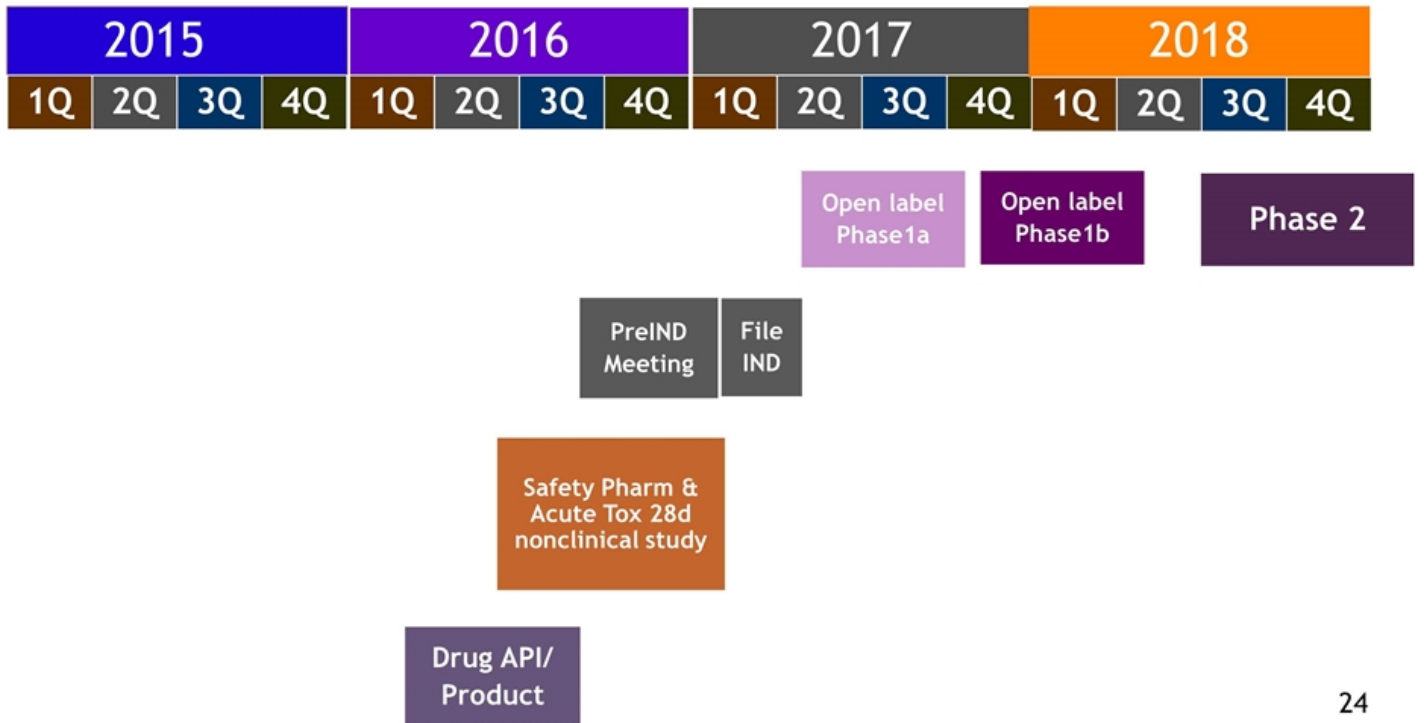 2015 2016 2017 2018
1Q 2Q 3Q 4Q 1Q 2Q 3Q 4Q 1Q 2Q 3Q 4Q 1Q 2Q 3Q 4Q
Open label
Phase1a
Open label
Phase1b
Phase 2
PreIND
Meeting
File
IND
Safety Pharm &
Acute Tox 28d
nonclinical study
Drug API/
Product
24